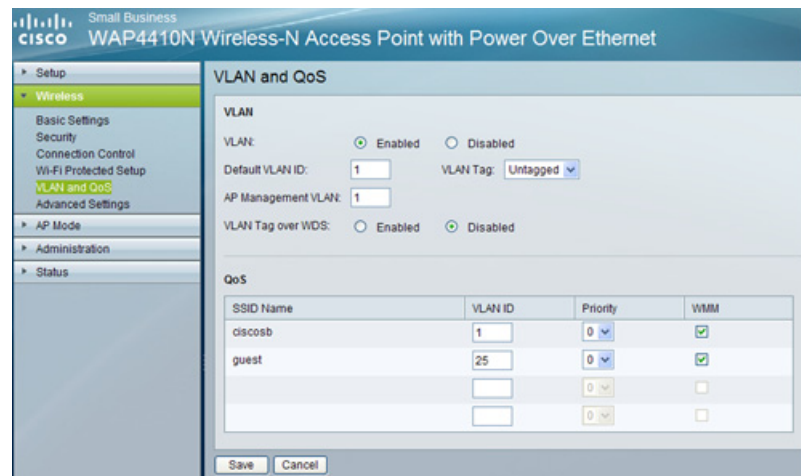 Small Business
CISCO WAP4410N Wireless-N Access Point with Power Over Ethernet
Setup
Wireless
Basic Settings
Security
Connection Control
Wi-Fi Protected Setup
VLAN and QoS
Advanced Settings
AP Mode
Administration
Status
VLAN and QoS
VLAN
VLAN: Enabled Disabled
Default VLAN ID: 1 VLAN Tag: Untagged
AP Management VLAN: 1
VLAN Tag over WDS: Enabled Disabled
QoS
SSID Name VLAN ID Priority WMM
ciscosb 1 0
guest 25 0
0
0
Save Cancel